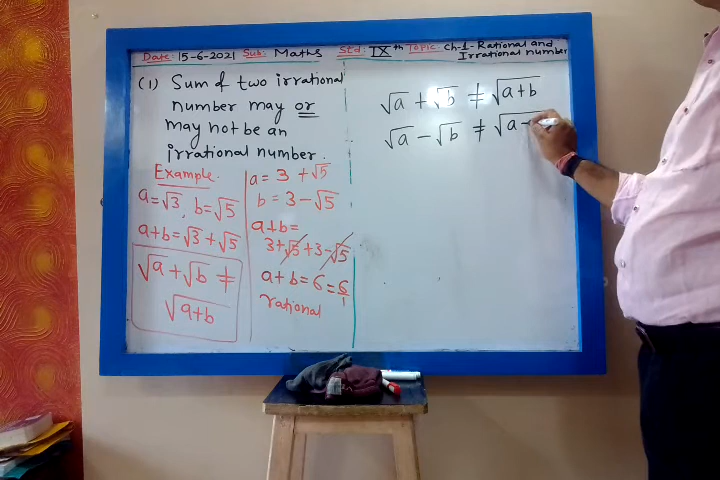 Date: 15-6-2021 Sub: Maths Std: IXth Topic: Ch-1- Rational and Irrational number
(1) Sum of two irrational
number may or
may not be an
irrational number.
Example
a = √3, b = √5
a+b = √3 + √5
√a + √b ≠
√(a+b)
a = 3 + √5
b = 3 - √5
a+b =
3+√5+3-√5
a+b = 6 = 6/1
rational
√a + √b ≠ √(a+b)
√a - √b ≠ √(a-